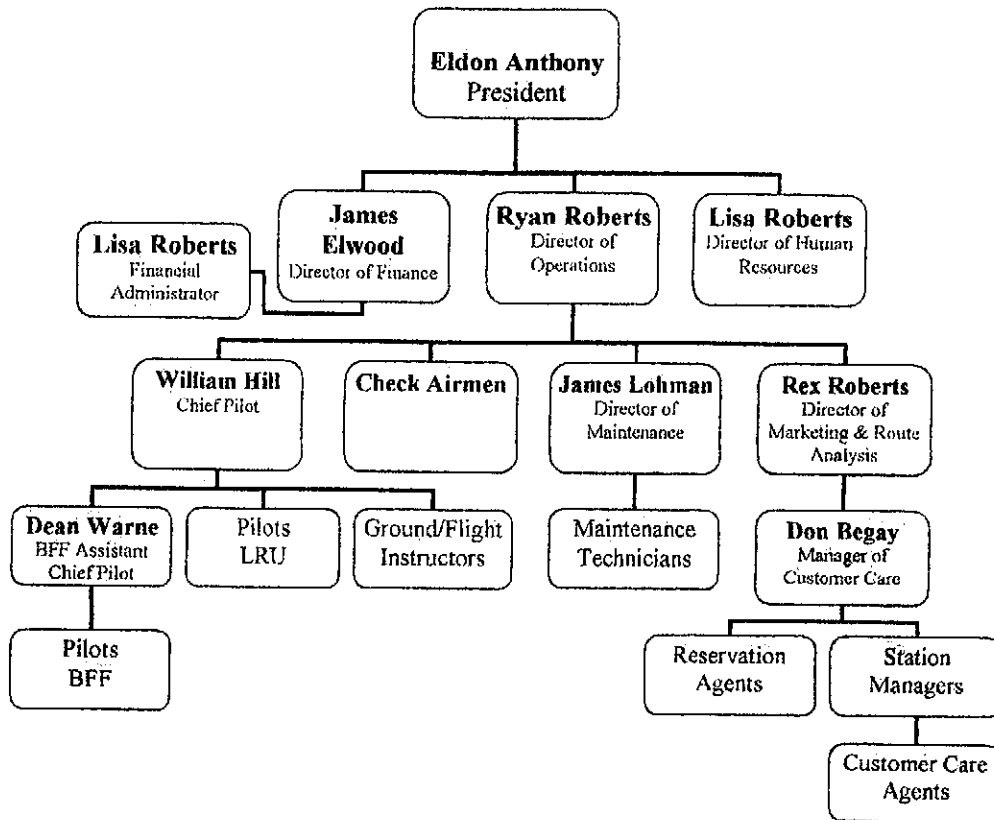 Eldon Anthony
President
James
Elwood
Director of Finance
Ryan Roberts
Director of
Operations
Lisa Roberts
Director of Human
Resources
Lisa Roberts
Financial
Administrator
William Hill
Chief Pilot
Check Airmen
James Lohman
Director of
Maintenance
Rex Roberts
Director of
Marketing & Route
Analysis
Dean Warne
BFF Assistant
Chief Pilot
Pilots
LRU
Ground/Flight
Instructors
Maintenance
Technicians
Don Begay
Manager of
Customer Care
Pilots
BFF
Reservation
Agents
Station
Managers
Customer Care
Agents